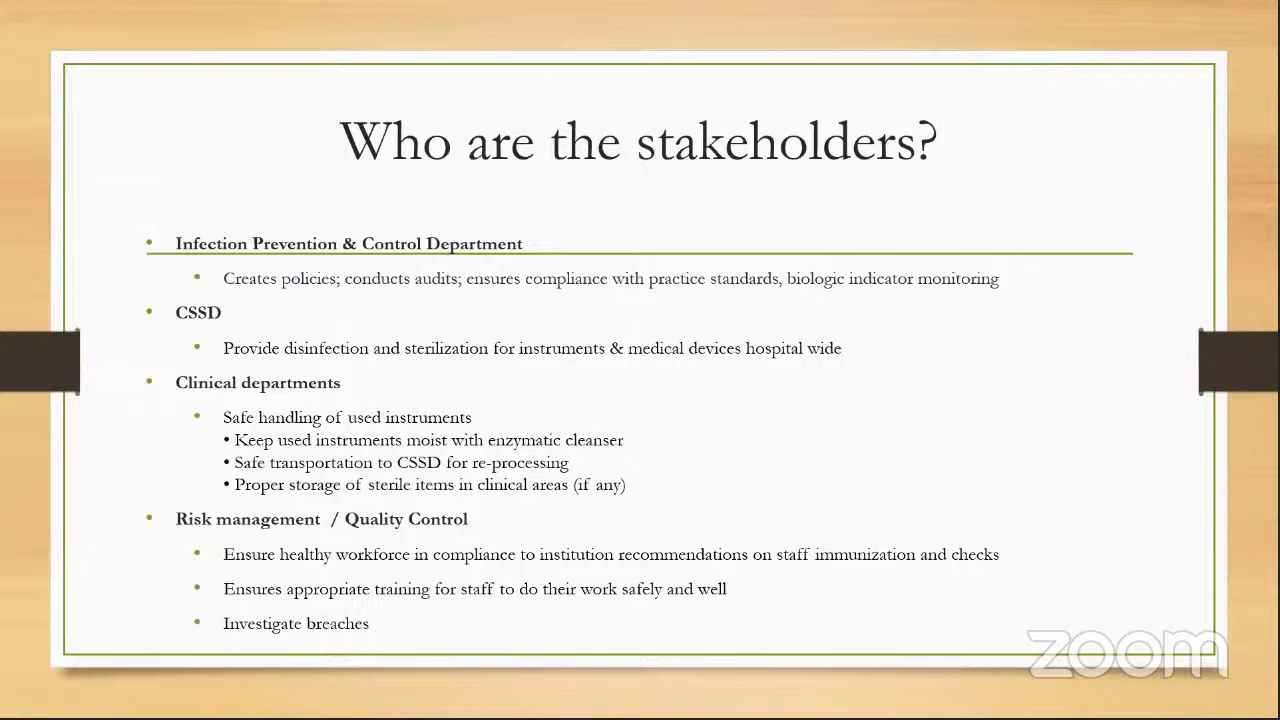 Who are the stakeholders?
• Infection Prevention & Control Department
• Creates policies; conducts audits; ensures compliance with practice standards, biologic indicator monitoring
• CSSD
• Provide disinfection and sterilization for instruments & medical devices hospital wide
• Clinical departments
• Safe handling of used instruments
• Keep used instruments moist with enzymatic cleanser
• Safe transportation to CSSD for re-processing
• Proper storage of sterile items in clinical areas (if any)
• Risk management / Quality Control
• Ensure healthy workforce in compliance to institution recommendations on staff immunization and checks
• Ensures appropriate training for staff to do their work safely and well
• Investigate breaches
zoom